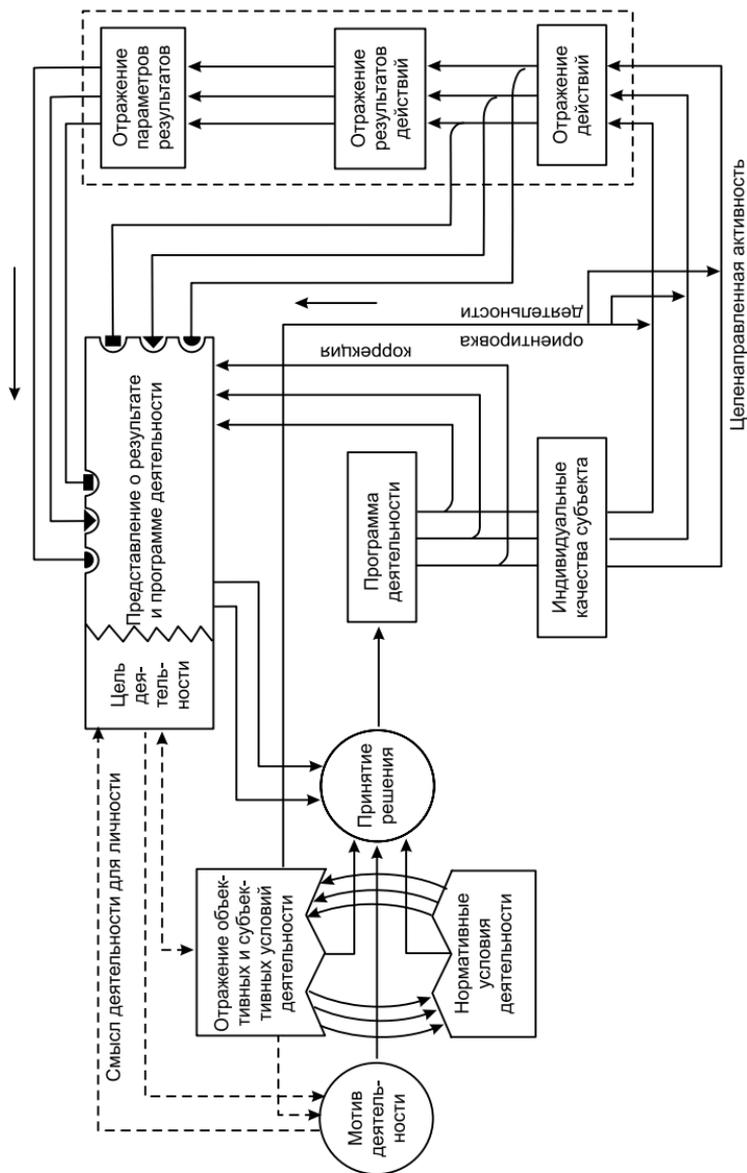 Смысл деятельности для личности
Мотив
деятель-
ности
Отражение объек-
тивных и субъек-
тивных условий
деятельности
Нормативные
условия
деятельности
Цель
дея-
тель-
ности
Представление о результате
и программе деятельности
Принятие
решения
Программа
деятельности
Индивидуальные
качества субъекта
коррекция
ориентировка
деятельности
Отражение
параметров
результатов
Отражение
результатов
действий
Отражение
действий
Целенаправленная активность